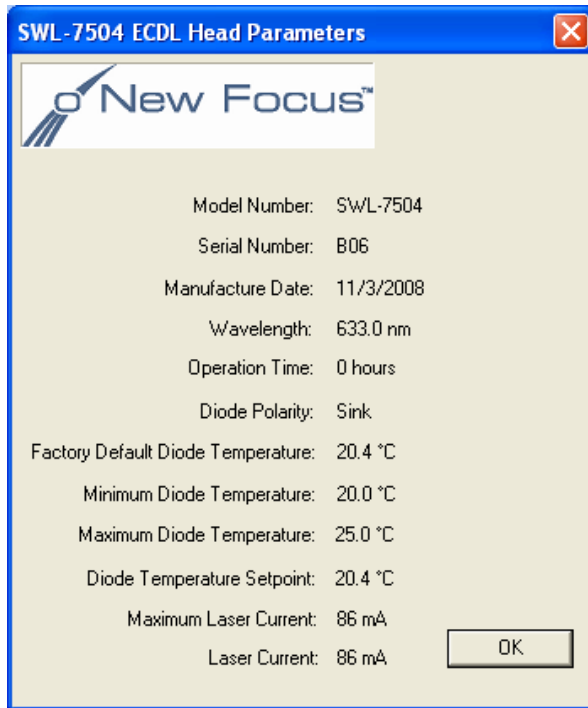 SWL-7504 ECDL Head Parameters
New Focus™
Model Number: SWL-7504
Serial Number: B06
Manufacture Date: 11/3/2008
Wavelength: 633.0 nm
Operation Time: 0 hours
Diode Polarity: Sink
Factory Default Diode Temperature: 20.4 °C
Minimum Diode Temperature: 20.0 °C
Maximum Diode Temperature: 25.0 °C
Diode Temperature Setpoint: 20.4 °C
Maximum Laser Current: 86 mA
Laser Current: 86 mA
OK